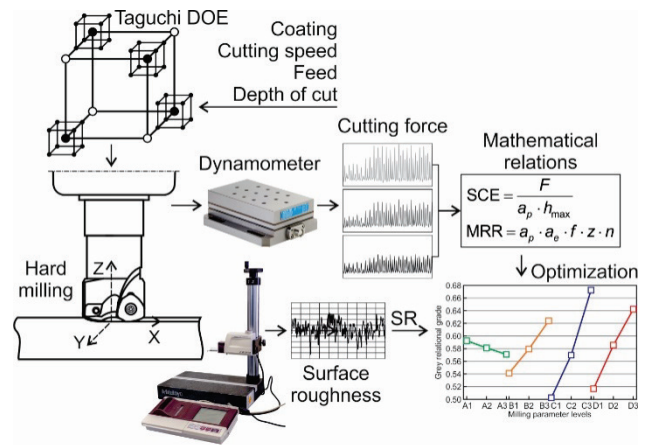 Taguchi DOE
Coating
Cutting speed
Feed
Depth of cut
Cutting force
Dynamometer
Mathematical
relations
SCE = F / a_p · h_max
MRR = a_p · a_e · f · z · n
Hard
milling
Z
Y
X
SR
Surface
roughness
Optimization
Grey relational grade
0.68
0.66
0.64
0.62
0.60
0.58
0.56
0.54
0.52
0.50
A1 A2 A3 B1 B2 B3 C1 C2 C3 D1 D2 D3
Milling parameter levels